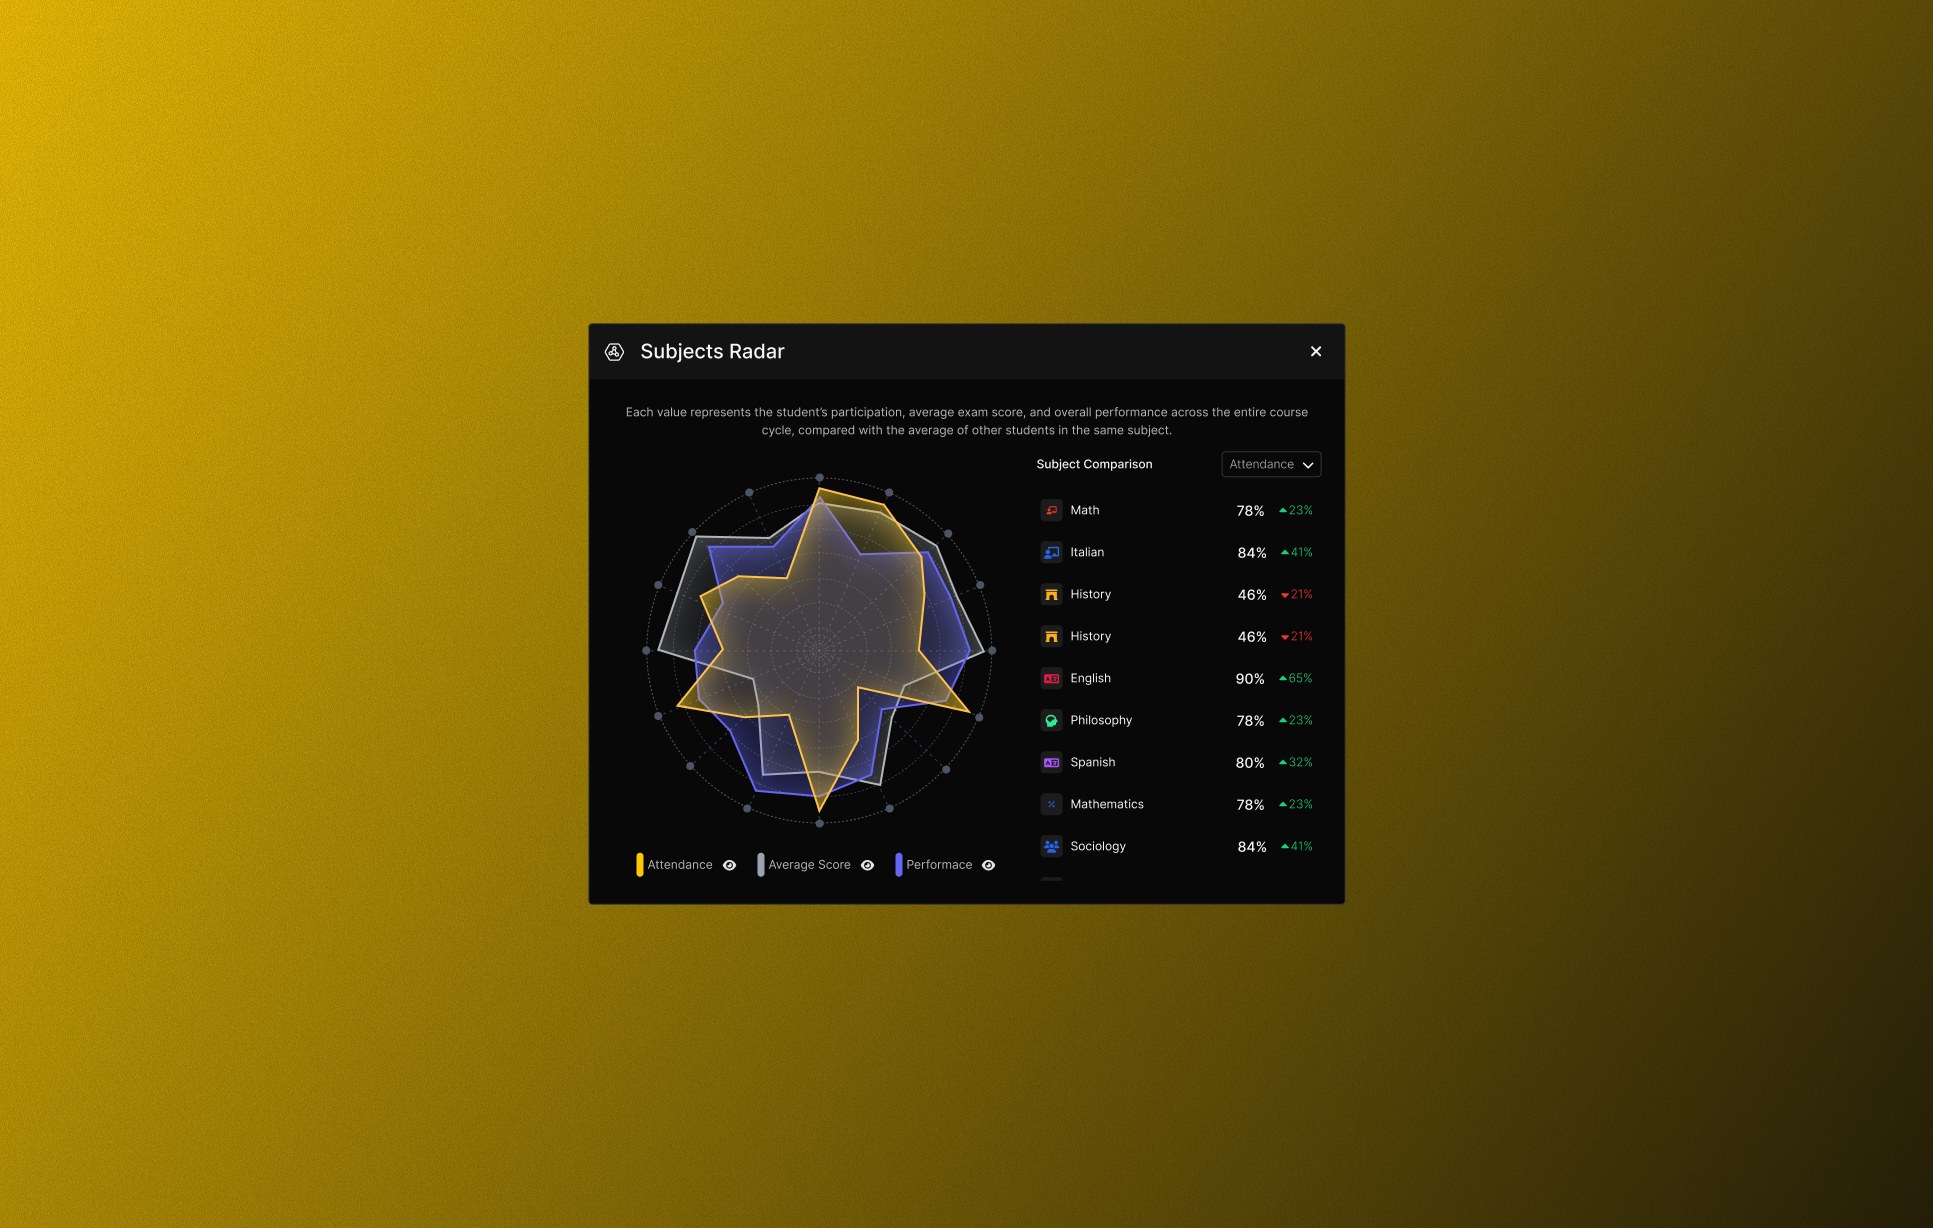 Subjects Radar
Each value represents the student's participation, average exam score, and overall performance across the entire course
cycle, compared with the average of other students in the same subject.
Subject Comparison
Attendance
Math 78% 23%
Italian 84% 41%
History 46% 21%
History 46% 21%
English 90% 65%
Philosophy 78% 23%
Spanish 80% 32%
Mathematics 78% 23%
Sociology 84% 41%
Attendance Average Score Performace